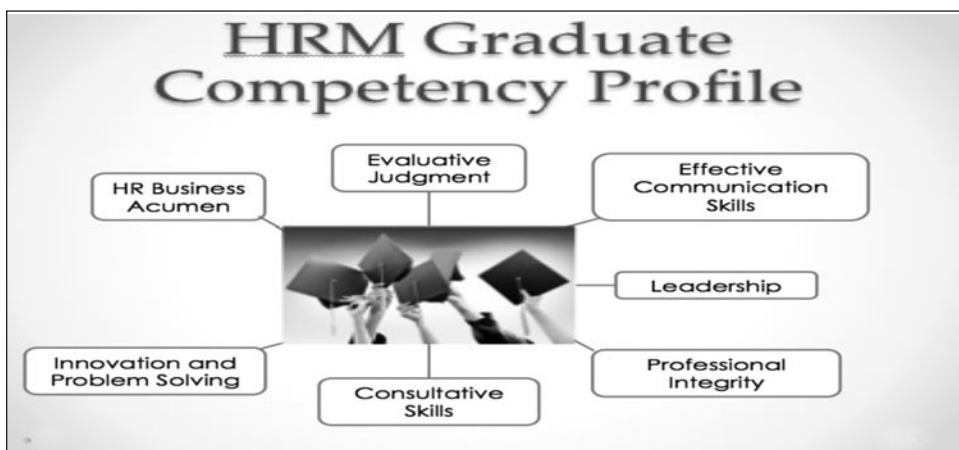 HRM Graduate
Competency Profile
Evaluative
Judgment
Effective
Communication
Skills
HR Business
Acumen
Leadership
Innovation and
Problem Solving
Professional
Integrity
Consultative
Skills